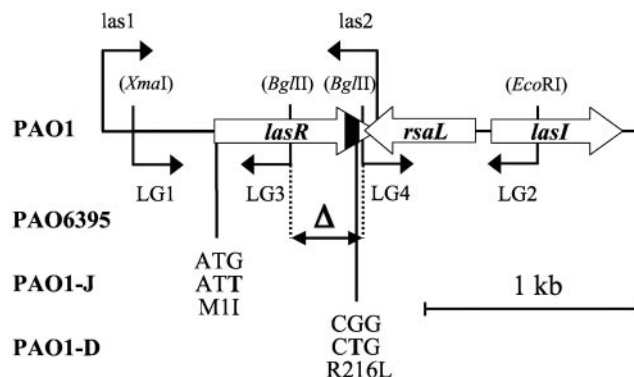 las1 las2
(XmaI) (BglII) (BglII) (EcoRI)
PAO1 lasR rsaL lasI
LG1 LG3 LG4 LG2
PAO6395 Δ
ATG
PAO1-J ATT 1 kb
M1I
CGG
PAO1-D CTG
R216L